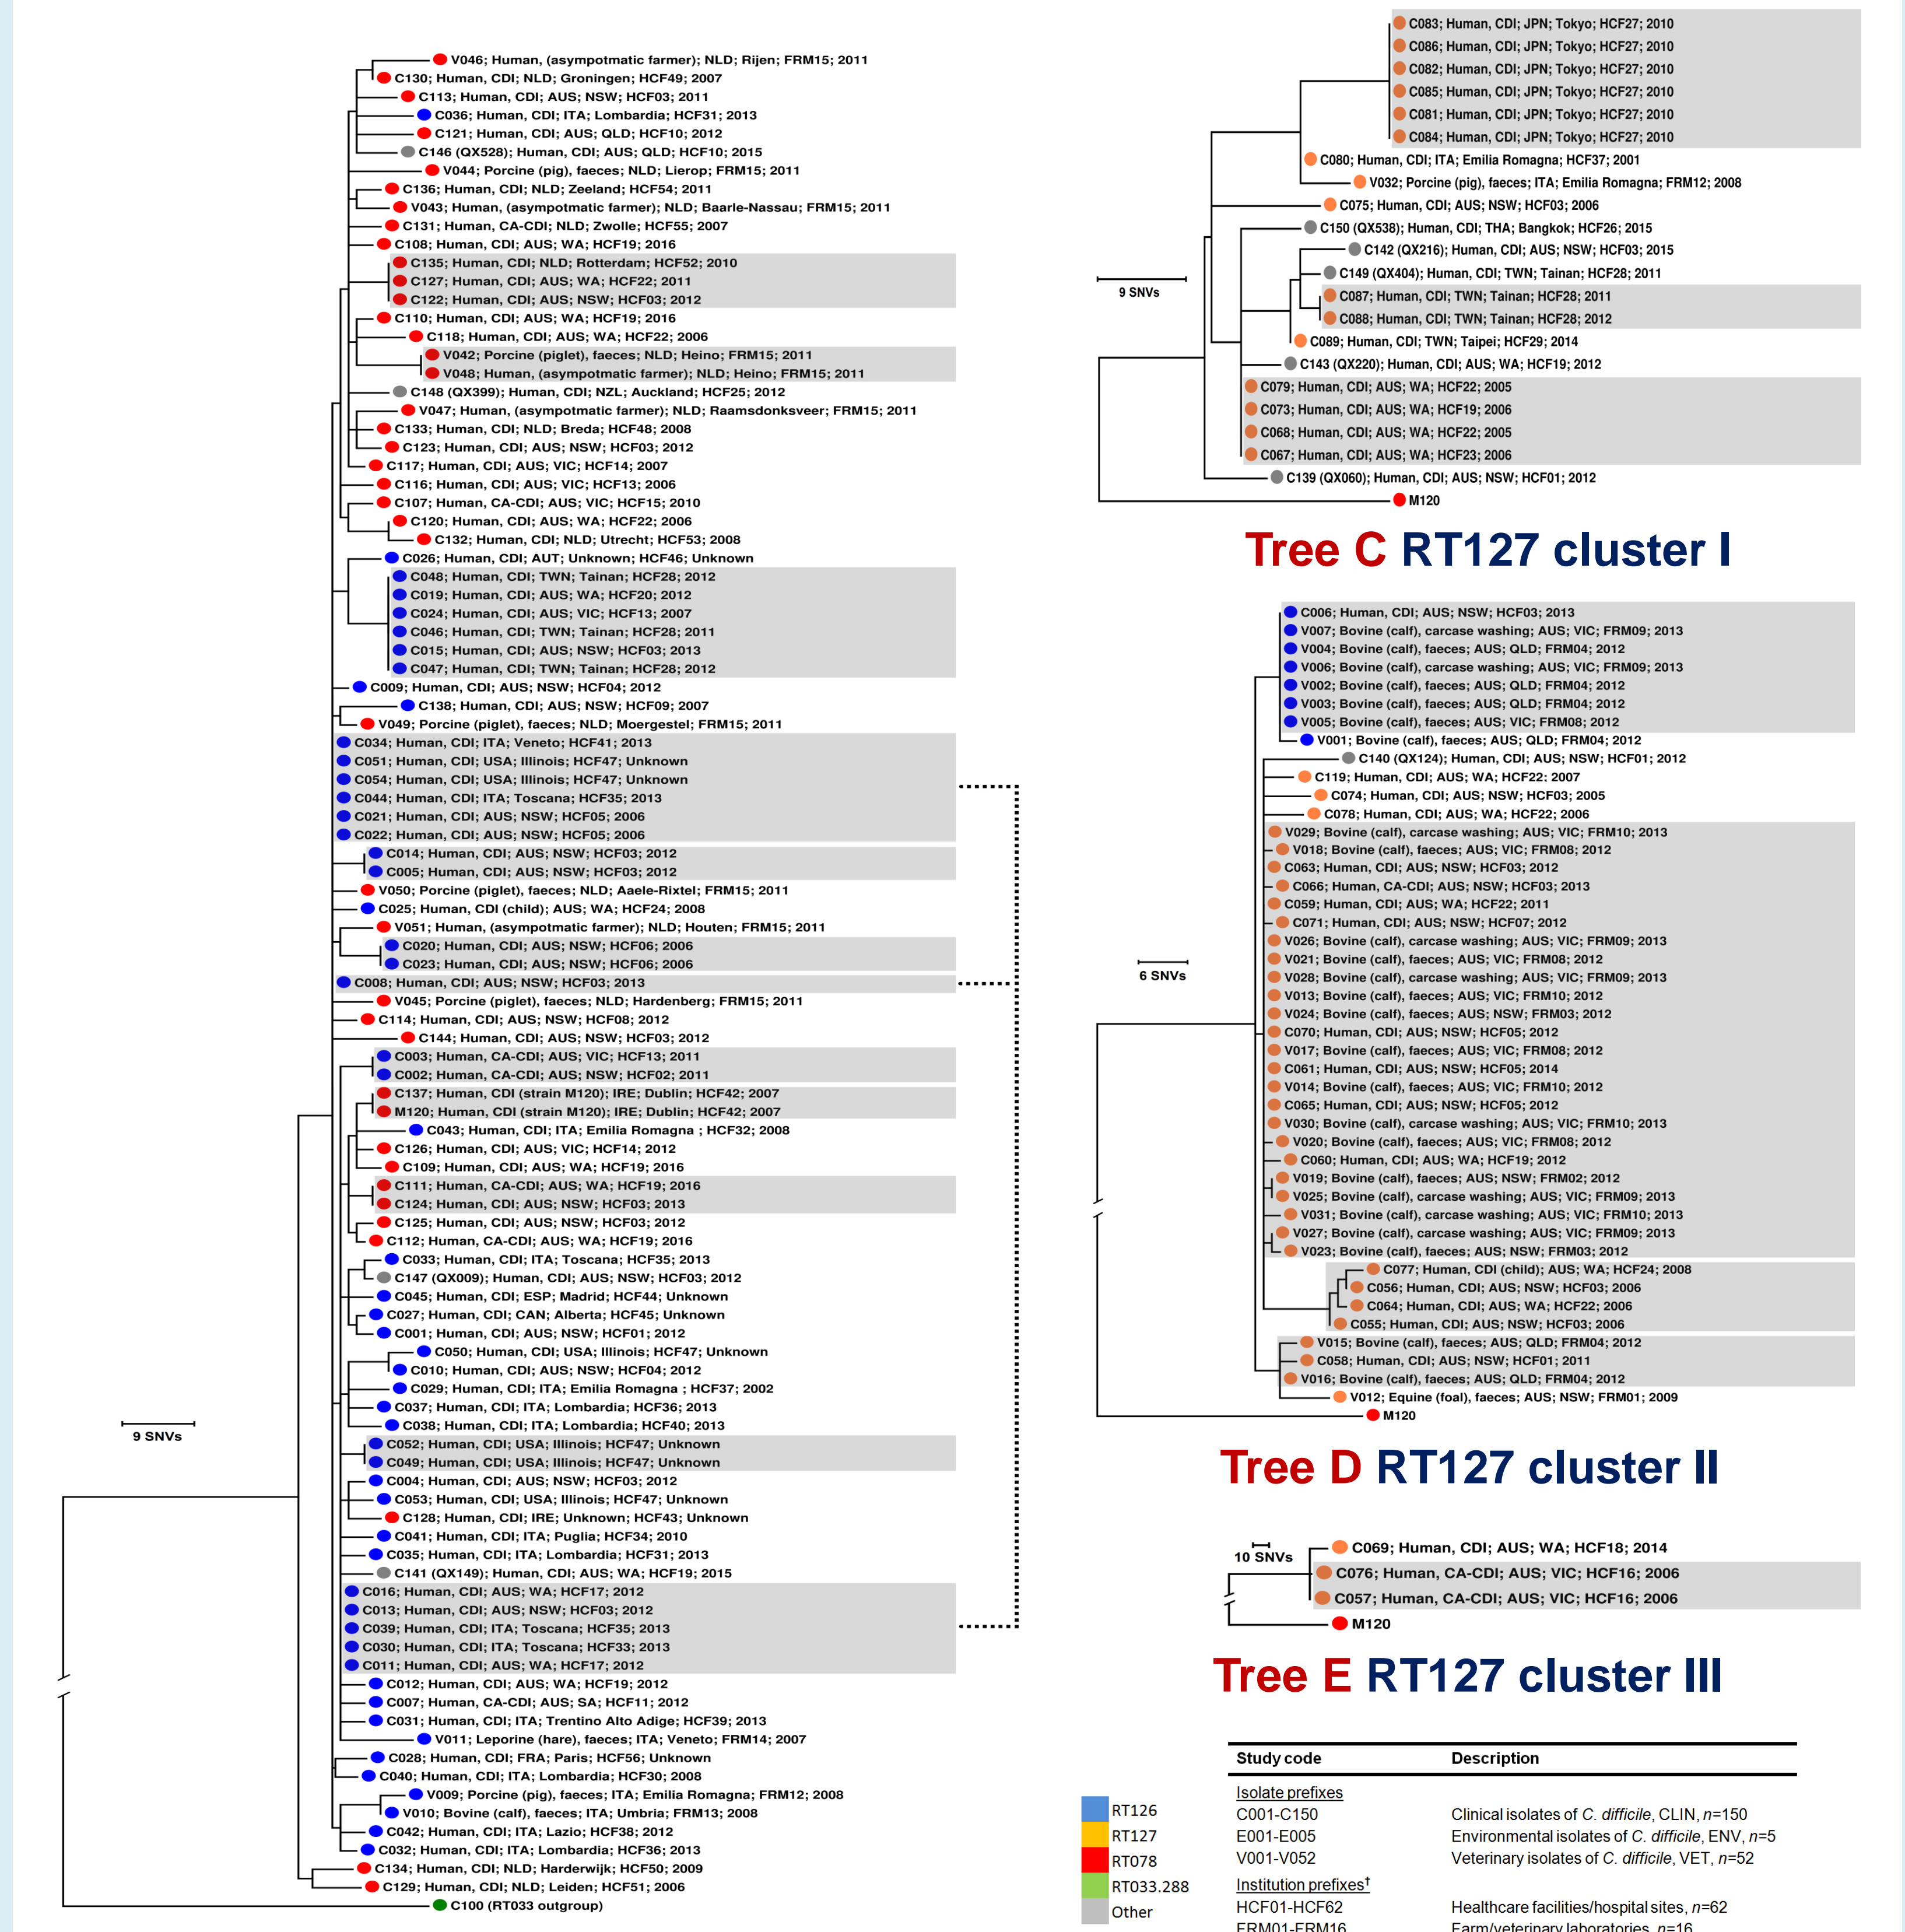 V046; Human, (asympotmatic farmer); NLD; Rijen; FRM15; 2011
C130; Human, CDI; NLD; Groningen; HCF49; 2007
C113; Human, CDI; AUS; NSW; HCF03; 2011
C036; Human, CDI; ITA; Lombardia; HCF31; 2013
C121; Human, CDI; AUS; QLD; HCF10; 2012
C146 (QX528); Human, CDI; AUS; QLD; HCF10; 2015
V044; Porcine (pig), faeces; NLD; Lierop; FRM15; 2011
C136; Human, CDI; NLD; Zeeland; HCF54; 2011
V043; Human, (asympotmatic farmer); NLD; Baarle-Nassau; FRM15; 2011
C131; Human, CA-CDI; NLD; Zwolle; HCF55; 2007
C108; Human, CDI; AUS; WA; HCF19; 2016
C135; Human, CDI; NLD; Rotterdam; HCF52; 2010
C127; Human, CDI; AUS; WA; HCF22; 2011
C122; Human, CDI; AUS; NSW; HCF03; 2012
C110; Human, CDI; AUS; WA; HCF19; 2016
C118; Human, CDI; AUS; WA; HCF22; 2006
V042; Porcine (piglet), faeces; NLD; Heino; FRM15; 2011
V048; Human, (asympotmatic farmer); NLD; Heino; FRM15; 2011
C148 (QX399); Human, CDI; NZL; Auckland; HCF25; 2012
V047; Human, (asympotmatic farmer); NLD; Raamsdonksveer; FRM15; 2011
C133; Human, CDI; NLD; Breda; HCF48; 2008
C123; Human, CDI; AUS; NSW; HCF03; 2012
C117; Human, CDI; AUS; VIC; HCF14; 2007
C116; Human, CDI; AUS; VIC; HCF13; 2006
C107; Human, CA-CDI; AUS; VIC; HCF15; 2010
C120; Human, CDI; AUS; WA; HCF22; 2006
C132; Human, CDI; NLD; Utrecht; HCF53; 2008
C026; Human, CDI; AUT; Unknown; HCF46; Unknown
C048; Human, CDI; TWN; Tainan; HCF28; 2012
C019; Human, CDI; AUS; WA; HCF20; 2012
C024; Human, CDI; AUS; VIC; HCF13; 2007
C046; Human, CDI; TWN; Tainan; HCF28; 2011
C015; Human, CDI; AUS; NSW; HCF03; 2013
C047; Human, CDI; TWN; Tainan; HCF28; 2012
C009; Human, CDI; AUS; NSW; HCF04; 2012
C138; Human, CDI; AUS; NSW; HCF09; 2007
V049; Porcine (piglet), faeces; NLD; Moergestel; FRM15; 2011
C034; Human, CDI; ITA; Veneto; HCF41; 2013
C051; Human, CDI; USA; Illinois; HCF47; Unknown
C054; Human, CDI; USA; Illinois; HCF47; Unknown
C044; Human, CDI; ITA; Toscana; HCF35; 2013
C021; Human, CDI; AUS; NSW; HCF05; 2006
C022; Human, CDI; AUS; NSW; HCF05; 2006
C014; Human, CDI; AUS; NSW; HCF03; 2012
C005; Human, CDI; AUS; NSW; HCF03; 2012
V050; Porcine (piglet), faeces; NLD; Aaele-Rixtel; FRM15; 2011
C025; Human, CDI (child); AUS; WA; HCF24; 2008
V051; Human, (asympotmatic farmer); NLD; Houten; FRM15; 2011
C020; Human, CDI; AUS; NSW; HCF06; 2006
C023; Human, CDI; AUS; NSW; HCF06; 2006
C008; Human, CDI; AUS; NSW; HCF03; 2013
V045; Porcine (piglet), faeces; NLD; Hardenberg; FRM15; 2011
C114; Human, CDI; AUS; NSW; HCF08; 2012
C144; Human, CDI; AUS; NSW; HCF03; 2012
C003; Human, CA-CDI; AUS; VIC; HCF13; 2011
C002; Human, CA-CDI; AUS; NSW; HCF02; 2011
C137; Human, CDI (strain M120); IRE; Dublin; HCF42; 2007
M120; Human, CDI (strain M120); IRE; Dublin; HCF42; 2007
C043; Human, CDI; ITA; Emilia Romagna ; HCF32; 2008
C126; Human, CDI; AUS; VIC; HCF14; 2012
C109; Human, CDI; AUS; WA; HCF19; 2016
C111; Human, CA-CDI; AUS; WA; HCF19; 2016
C124; Human, CDI; AUS; NSW; HCF03; 2013
C125; Human, CDI; AUS; NSW; HCF03; 2012
C112; Human, CA-CDI; AUS; WA; HCF19; 2016
C033; Human, CDI; ITA; Toscana; HCF35; 2013
C147 (QX009); Human, CDI; AUS; NSW; HCF03; 2012
C045; Human, CDI; ESP; Madrid; HCF44; Unknown
C027; Human, CDI; CAN; Alberta; HCF45; Unknown
C001; Human, CDI; AUS; NSW; HCF01; 2012
C050; Human, CDI; USA; Illinois; HCF47; Unknown
C010; Human, CDI; AUS; NSW; HCF04; 2012
C029; Human, CDI; ITA; Emilia Romagna ; HCF37; 2002
C037; Human, CDI; ITA; Lombardia; HCF36; 2013
C038; Human, CDI; ITA; Lombardia; HCF40; 2013
9 SNVs
C052; Human, CDI; USA; Illinois; HCF47; Unknown
C049; Human, CDI; USA; Illinois; HCF47; Unknown
C004; Human, CDI; AUS; NSW; HCF03; 2012
C053; Human, CDI; USA; Illinois; HCF47; Unknown
C128; Human, CDI; IRE; Unknown; HCF43; Unknown
C041; Human, CDI; ITA; Puglia; HCF34; 2010
C035; Human, CDI; ITA; Lombardia; HCF31; 2013
C141 (QX149); Human, CDI; AUS; WA; HCF19; 2015
C016; Human, CDI; AUS; WA; HCF17; 2012
C013; Human, CDI; AUS; NSW; HCF03; 2012
C039; Human, CDI; ITA; Toscana; HCF35; 2013
C030; Human, CDI; ITA; Toscana; HCF33; 2013
C011; Human, CDI; AUS; WA; HCF17; 2012
C012; Human, CDI; AUS; WA; HCF19; 2012
C007; Human, CA-CDI; AUS; SA; HCF11; 2012
C031; Human, CDI; ITA; Trentino Alto Adige; HCF39; 2013
V011; Leporine (hare), faeces; ITA; Veneto; FRM14; 2007
C028; Human, CDI; FRA; Paris; HCF56; Unknown
C040; Human, CDI; ITA; Lombardia; HCF30; 2008
V009; Porcine (pig), faeces; ITA; Emilia Romagna; FRM12; 2008
V010; Bovine (calf), faeces; ITA; Umbria; FRM13; 2008
C042; Human, CDI; ITA; Lazio; HCF38; 2012
C032; Human, CDI; ITA; Lombardia; HCF36; 2013
C134; Human, CDI; NLD; Harderwijk; HCF50; 2009
C129; Human, CDI; NLD; Leiden; HCF51; 2006
C100 (RT033 outgroup)
C083; Human, CDI; JPN; Tokyo; HCF27; 2010
C086; Human, CDI; JPN; Tokyo; HCF27; 2010
C082; Human, CDI; JPN; Tokyo; HCF27; 2010
C085; Human, CDI; JPN; Tokyo; HCF27; 2010
C081; Human, CDI; JPN; Tokyo; HCF27; 2010
C084; Human, CDI; JPN; Tokyo; HCF27; 2010
C080; Human, CDI; ITA; Emilia Romagna; HCF37; 2001
V032; Porcine (pig), faeces; ITA; Emilia Romagna; FRM12; 2008
C075; Human, CDI; AUS; NSW; HCF03; 2006
C150 (QX538); Human, CDI; THA; Bangkok; HCF26; 2015
C142 (QX216); Human, CDI; AUS; NSW; HCF03; 2015
C149 (QX404); Human, CDI; TWN; Tainan; HCF28; 2011
9 SNVs
C087; Human, CDI; TWN; Tainan; HCF28; 2011
C088; Human, CDI; TWN; Tainan; HCF28; 2012
C089; Human, CDI; TWN; Taipei; HCF29; 2014
C143 (QX220); Human, CDI; AUS; WA; HCF19; 2012
C079; Human, CDI; AUS; WA; HCF22; 2005
C073; Human, CDI; AUS; WA; HCF19; 2006
C068; Human, CDI; AUS; WA; HCF22; 2005
C067; Human, CDI; AUS; WA; HCF23; 2006
C139 (QX060); Human, CDI; AUS; NSW; HCF01; 2012
M120
Tree C RT127 cluster I
C006; Human, CDI; AUS; NSW; HCF03; 2013
V007; Bovine (calf), carcase washing; AUS; VIC; FRM09; 2013
V004; Bovine (calf), faeces; AUS; QLD; FRM04; 2012
V006; Bovine (calf), carcase washing; AUS; VIC; FRM09; 2013
V002; Bovine (calf), faeces; AUS; QLD; FRM04; 2012
V003; Bovine (calf), faeces; AUS; QLD; FRM04; 2012
V005; Bovine (calf), faeces; AUS; VIC; FRM08; 2012
V001; Bovine (calf), faeces; AUS; QLD; FRM04; 2012
C140 (QX124); Human, CDI; AUS; NSW; HCF01; 2012
C119; Human, CDI; AUS; WA; HCF22: 2007
C074; Human, CDI; AUS; NSW; HCF03; 2005
C078; Human, CDI; AUS; WA; HCF22; 2006
V029; Bovine (calf), carcase washing; AUS; VIC; FRM10; 2013
V018; Bovine (calf), faeces; AUS; VIC; FRM08; 2012
C063; Human, CDI; AUS; NSW; HCF03; 2012
C066; Human, CA-CDI; AUS; NSW; HCF03; 2013
C059; Human, CDI; AUS; WA; HCF22; 2011
C071; Human, CDI; AUS; NSW; HCF07; 2012
V026; Bovine (calf), carcase washing; AUS; VIC; FRM09; 2013
V021; Bovine (calf), faeces; AUS; VIC; FRM08; 2012
6 SNVs
V028; Bovine (calf), carcase washing; AUS; VIC; FRM09; 2013
V013; Bovine (calf), faeces; AUS; VIC; FRM10; 2012
V024; Bovine (calf), faeces; AUS; NSW; FRM03; 2012
C070; Human, CDI; AUS; NSW; HCF05; 2012
V017; Bovine (calf), faeces; AUS; VIC; FRM08; 2012
C061; Human, CDI; AUS; NSW; HCF05; 2014
V014; Bovine (calf), faeces; AUS; VIC; FRM10; 2012
C065; Human, CDI; AUS; NSW; HCF05; 2012
V030; Bovine (calf), carcase washing; AUS; VIC; FRM10; 2013
V020; Bovine (calf), faeces; AUS; VIC; FRM08; 2012
C060; Human, CDI; AUS; WA; HCF19; 2012
V019; Bovine (calf), faeces; AUS; NSW; FRM02; 2012
V025; Bovine (calf), carcase washing; AUS; VIC; FRM09; 2013
V031; Bovine (calf), carcase washing; AUS; VIC; FRM10; 2013
V027; Bovine (calf), carcase washing; AUS; VIC; FRM09; 2013
V023; Bovine (calf), faeces; AUS; NSW; FRM03; 2012
C077; Human, CDI (child); AUS; WA; HCF24; 2008
C056; Human, CDI; AUS; NSW; HCF03; 2006
C064; Human, CDI; AUS; WA; HCF22; 2006
C055; Human, CDI; AUS; NSW; HCF03; 2006
V015; Bovine (calf), faeces; AUS; QLD; FRM04; 2012
C058; Human, CDI; AUS; NSW; HCF01; 2011
V016; Bovine (calf), faeces; AUS; QLD; FRM04; 2012
V012; Equine (foal), faeces; AUS; NSW; FRM01; 2009
M120
Tree D RT127 cluster II
10 SNVs
C069; Human, CDI; AUS; WA; HCF18; 2014
C076; Human, CA-CDI; AUS; VIC; HCF16; 2006
C057; Human, CA-CDI; AUS; VIC; HCF16; 2006
M120
Tree E RT127 cluster III
RT126
RT127
RT078
RT033.288
Other
Study code Description
Isolate prefixes
C001-C150 Clinical isolates of C. difficile, CLIN, n=150
E001-E005 Environmental isolates of C. difficile, ENV, n=5
V001-V052 Veterinary isolates of C. difficile, VET, n=52
Institution prefixes†
HCF01-HCF62 Healthcare facilities/hospital sites, n=62
FRM01-FRM16 Farm/veterinary laboratories, n=16